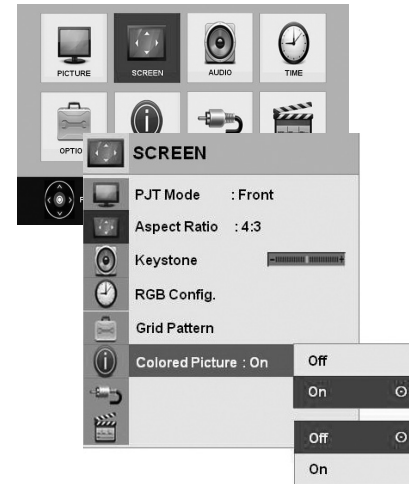 PICTURE
SCREEN
AUDIO
TIME
OPTIO
SCREEN
PJT Mode : Front
Aspect Ratio : 4:3
Keystone
RGB Config.
Grid Pattern
Colored Picture : On
Off
On
Off
On